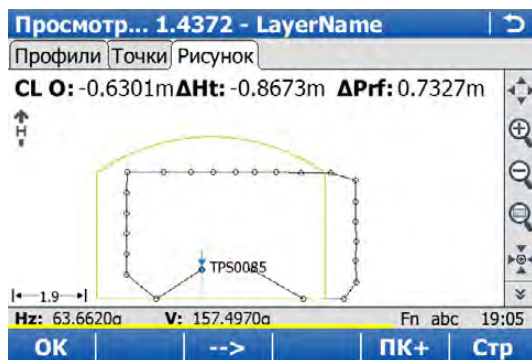 Просмотр... 1.4372 - LayerName
Профили Точки Рисунок
CL O: -0.6301m ΔHt: -0.8673m ΔPrf: 0.7327m
H
TPS0085
1.9
Hz: 63.6620g V: 157.4970g Fn abc 19:05
OK --> ПК+ Стр